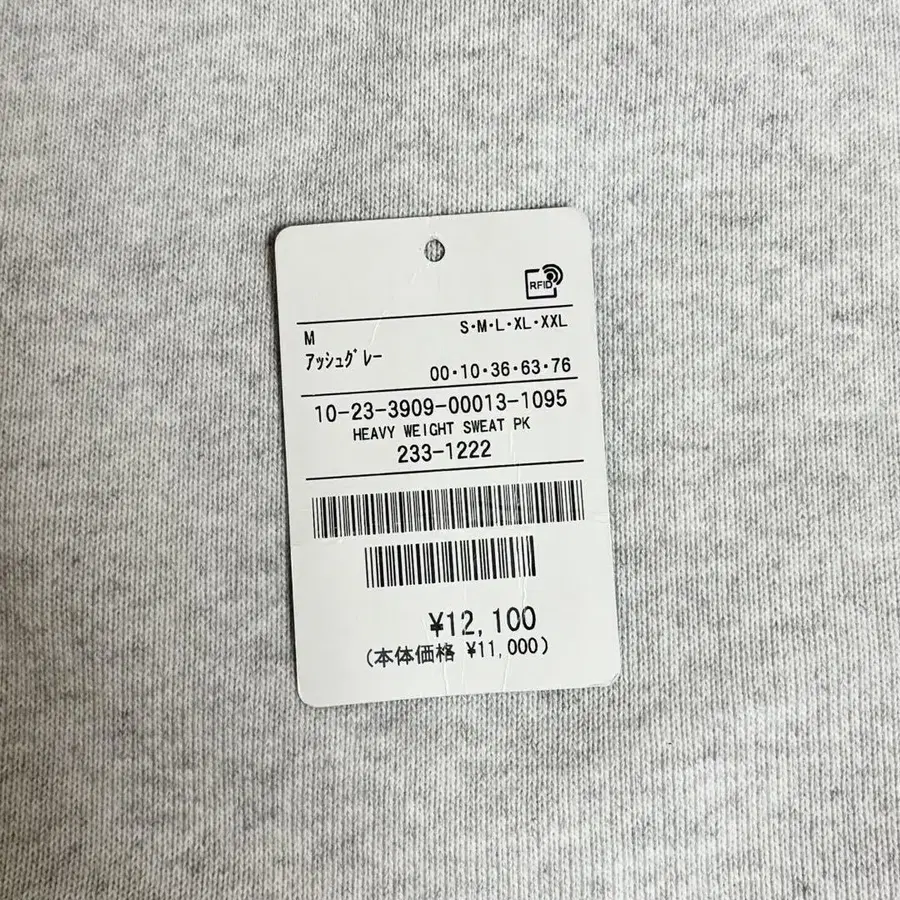 RFID
M S・M・L・XL・XXL
ｱｯｼｭｸﾞﾚｰ
00・10・36・63・76
10-23-3909-00013-1095
HEAVY WEIGHT SWEAT PK
233-1222
¥12,100
(本体価格 ¥11,000)